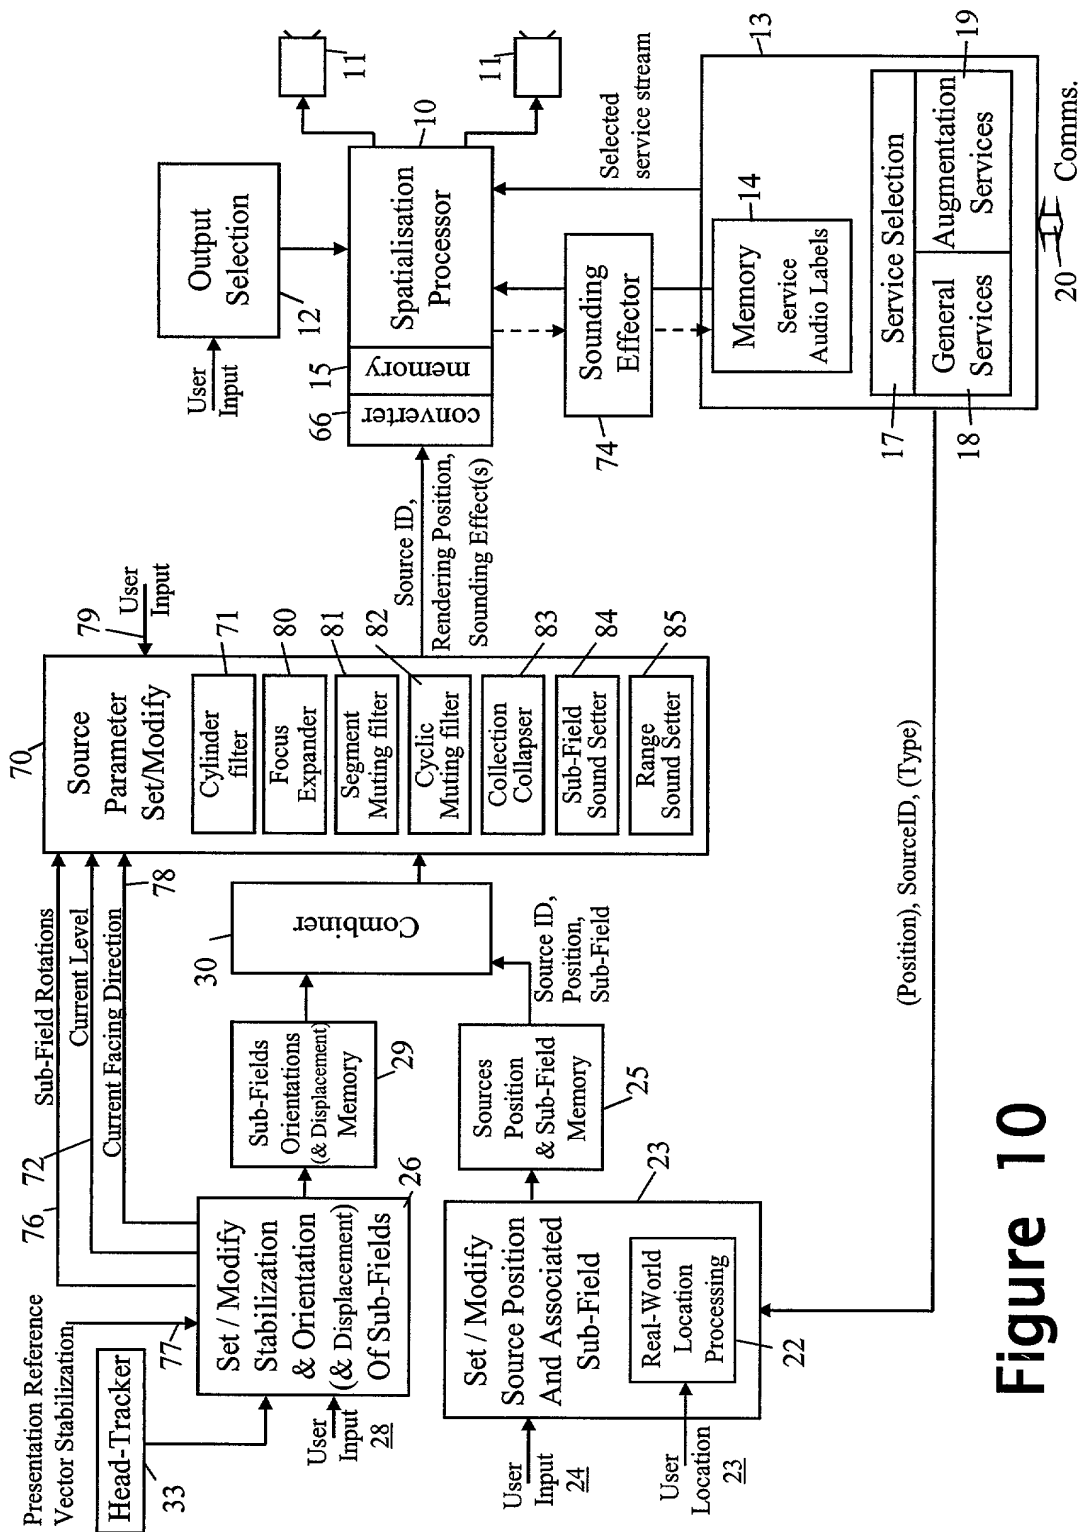 Presentation Reference
Vector Stabilization
Head-Tracker
33
77
76
72
78
Sub-Field Rotations
Current Level
Current Facing Direction
Set / Modify
Stabilization
& Orientation
(& Displacement)
Of Sub-Fields
26
User
Input
28
Sub-Fields
Orientations
(& Displacement)
Memory
29
Set / Modify
Source Position
And Associated
Sub-Field
23
Real-World
Location
Processing
22
User
Input
24
User
Location
23
Sources
Position
& Sub-Field
Memory
25
Source ID,
Position,
Sub-Field
30
Combiner
70
Source
Parameter
Set/Modify
79
User
Input
Cylinder
filter
71
Focus
Expander
80
Segment
Muting filter
81
Cyclic
Muting filter
82
Collection
Collapser
83
Sub-Field
Sound Setter
84
Range
Sound Setter
85
Source ID,
Rendering Position,
Sounding Effect(s)
User
Input
Output
Selection
12
66
converter
15
memory
Spatialisation
Processor
10
11
11
Sounding
Effector
74
Selected
service stream
13
Memory
Service
Audio Labels
14
Service Selection
17
General
Services
18
Augmentation
Services
19
20
Comms.
(Position), SourceID, (Type)
Figure 10